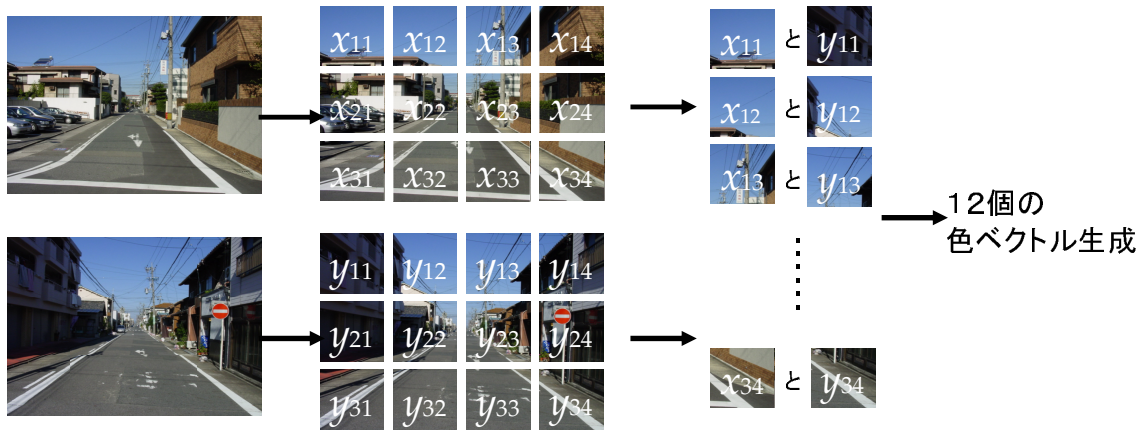 x11 x12 x13 x14
x21 x22 x23 x24
x31 x32 x33 x34
y11 y12 y13 y14
y21 y22 y23 y24
y31 y32 y33 y34
x11 と y11
x12 と y12
x13 と y13
x34 と y34
12個の
色ベクトル生成